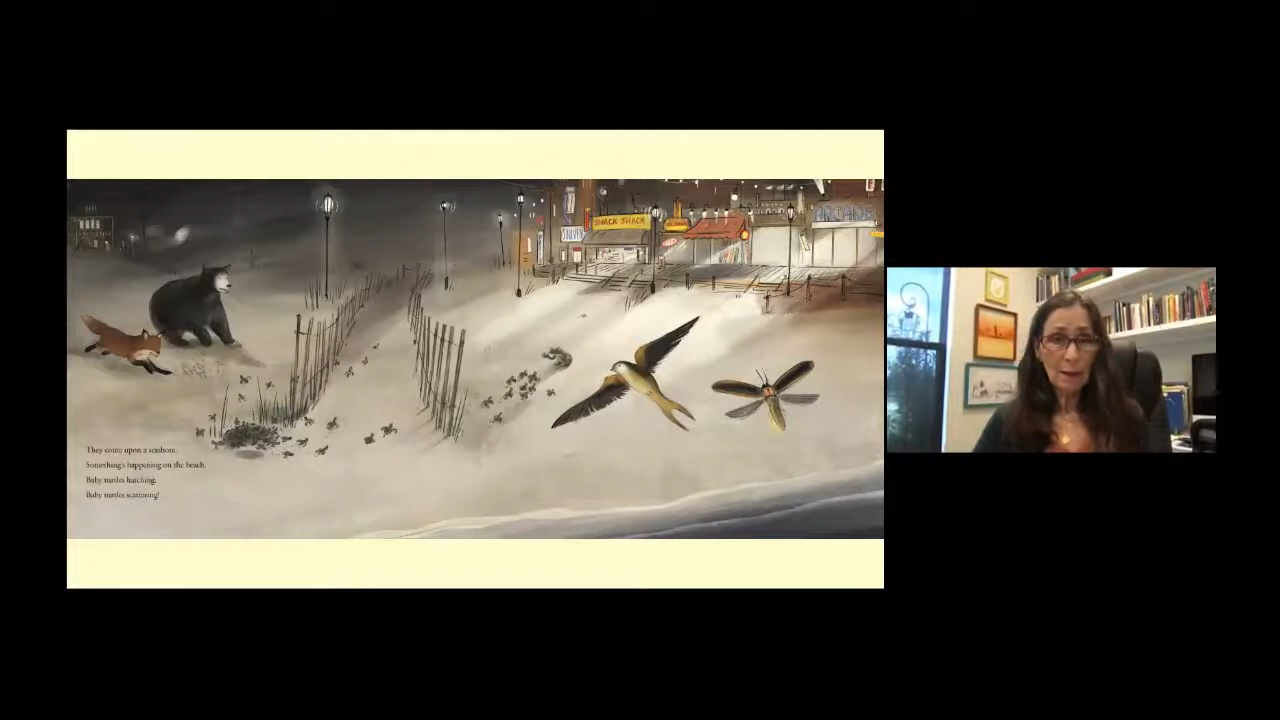 SNACK SHACK
ARCADE
They come upon a seashore.
Something's happening on the beach.
Baby turtles hatching.
Baby turtles scattering!